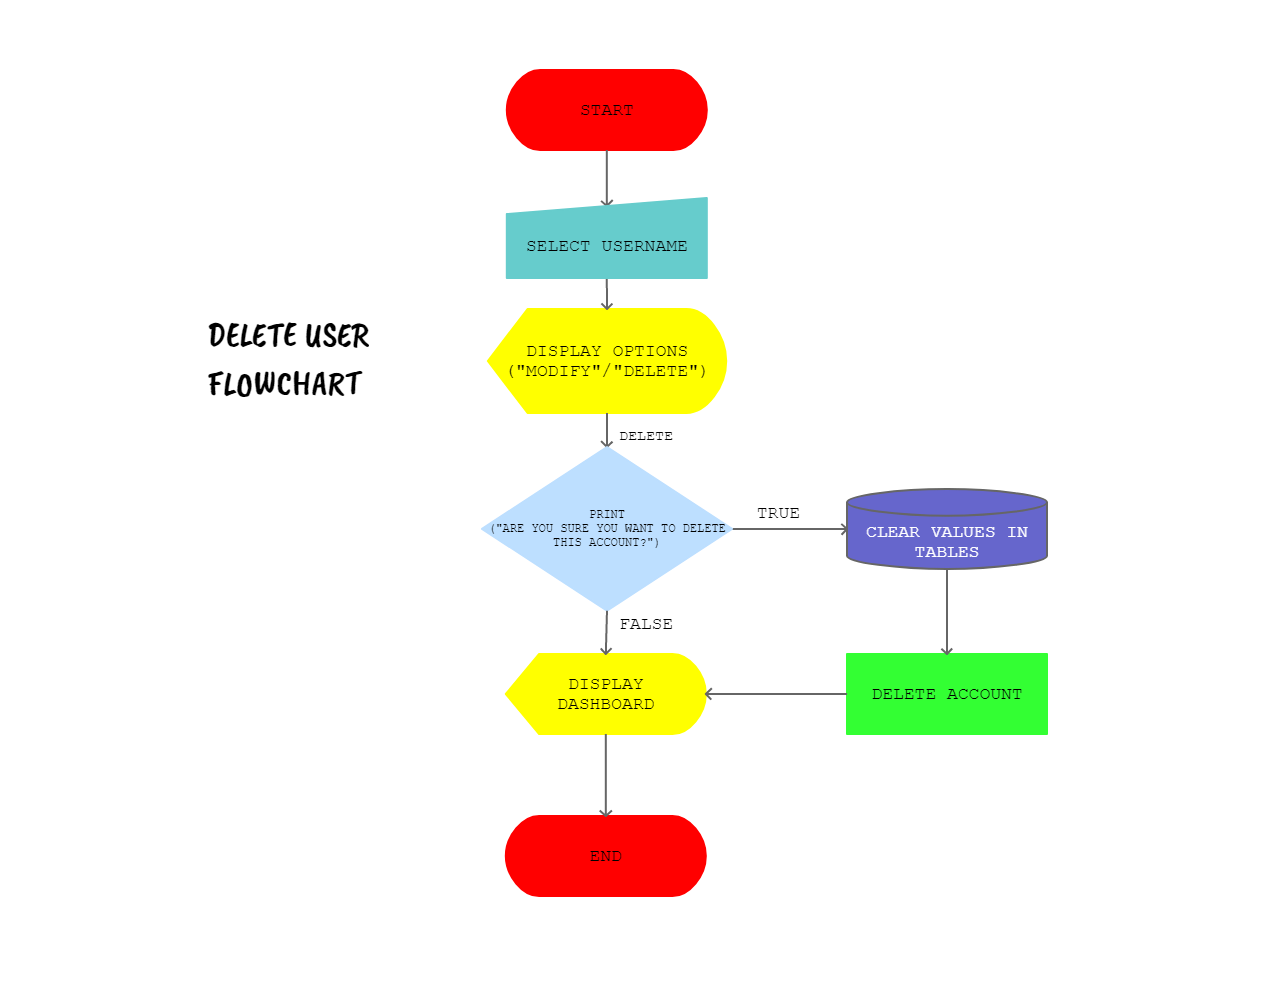 START
SELECT USERNAME
DELETE USER
FLOWCHART
DISPLAY OPTIONS
("MODIFY"/"DELETE")
DELETE
PRINT
("ARE YOU SURE YOU WANT TO DELETE
THIS ACCOUNT?")
TRUE
CLEAR VALUES IN
TABLES
FALSE
DISPLAY
DASHBOARD
DELETE ACCOUNT
END